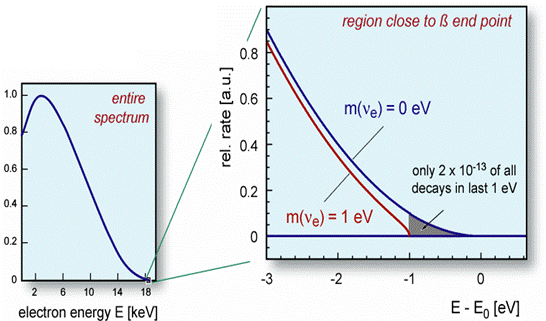 entire
spectrum
1.0
0.8
0.6
0.4
0.2
0
2
6
10
14
18
electron energy E [keV]
region close to ß end point
rel. rate [a.u.]
0.8
0.6
0.4
0.2
0
m(νe) = 0 eV
only 2 x 10-13 of all
decays in last 1 eV
m(νe) = 1 eV
-3
-2
-1
0
E - E0 [eV]